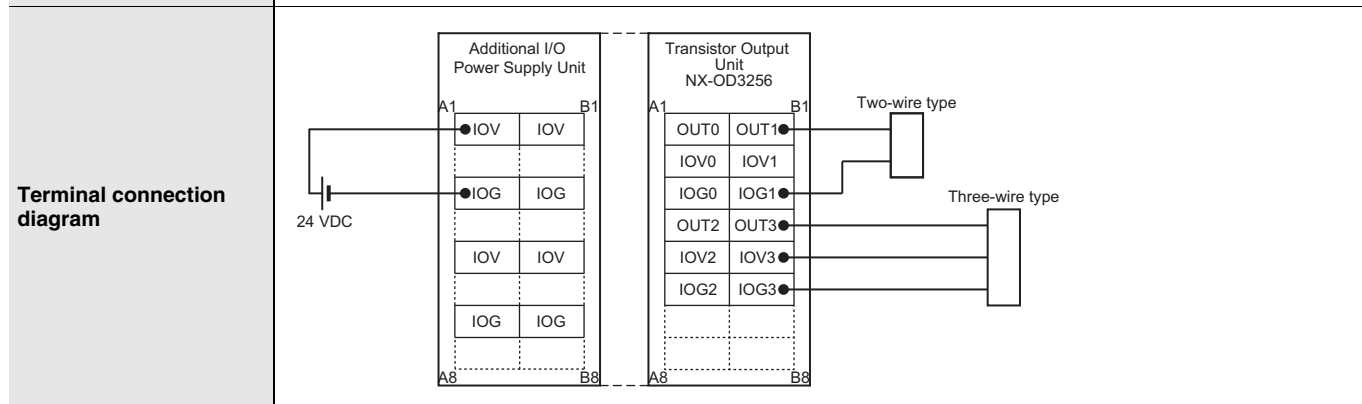 Terminal connection
diagram
Additional I/O
Power Supply Unit
A1 B1
IOV IOV
IOG IOG
IOV IOV
IOG IOG
A8 B8
24 VDC
Transistor Output
Unit
NX-OD3256
A1 B1
OUT0 OUT1
IOV0 IOV1
IOG0 IOG1
OUT2 OUT3
IOV2 IOV3
IOG2 IOG3
A8 B8
Two-wire type
Three-wire type